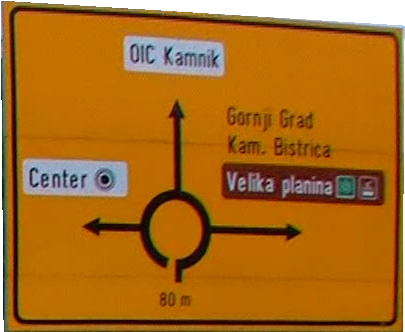 OIC Kamnik
Gornji Grad
Kam. Bistrica
Velika planina
Center
80 m